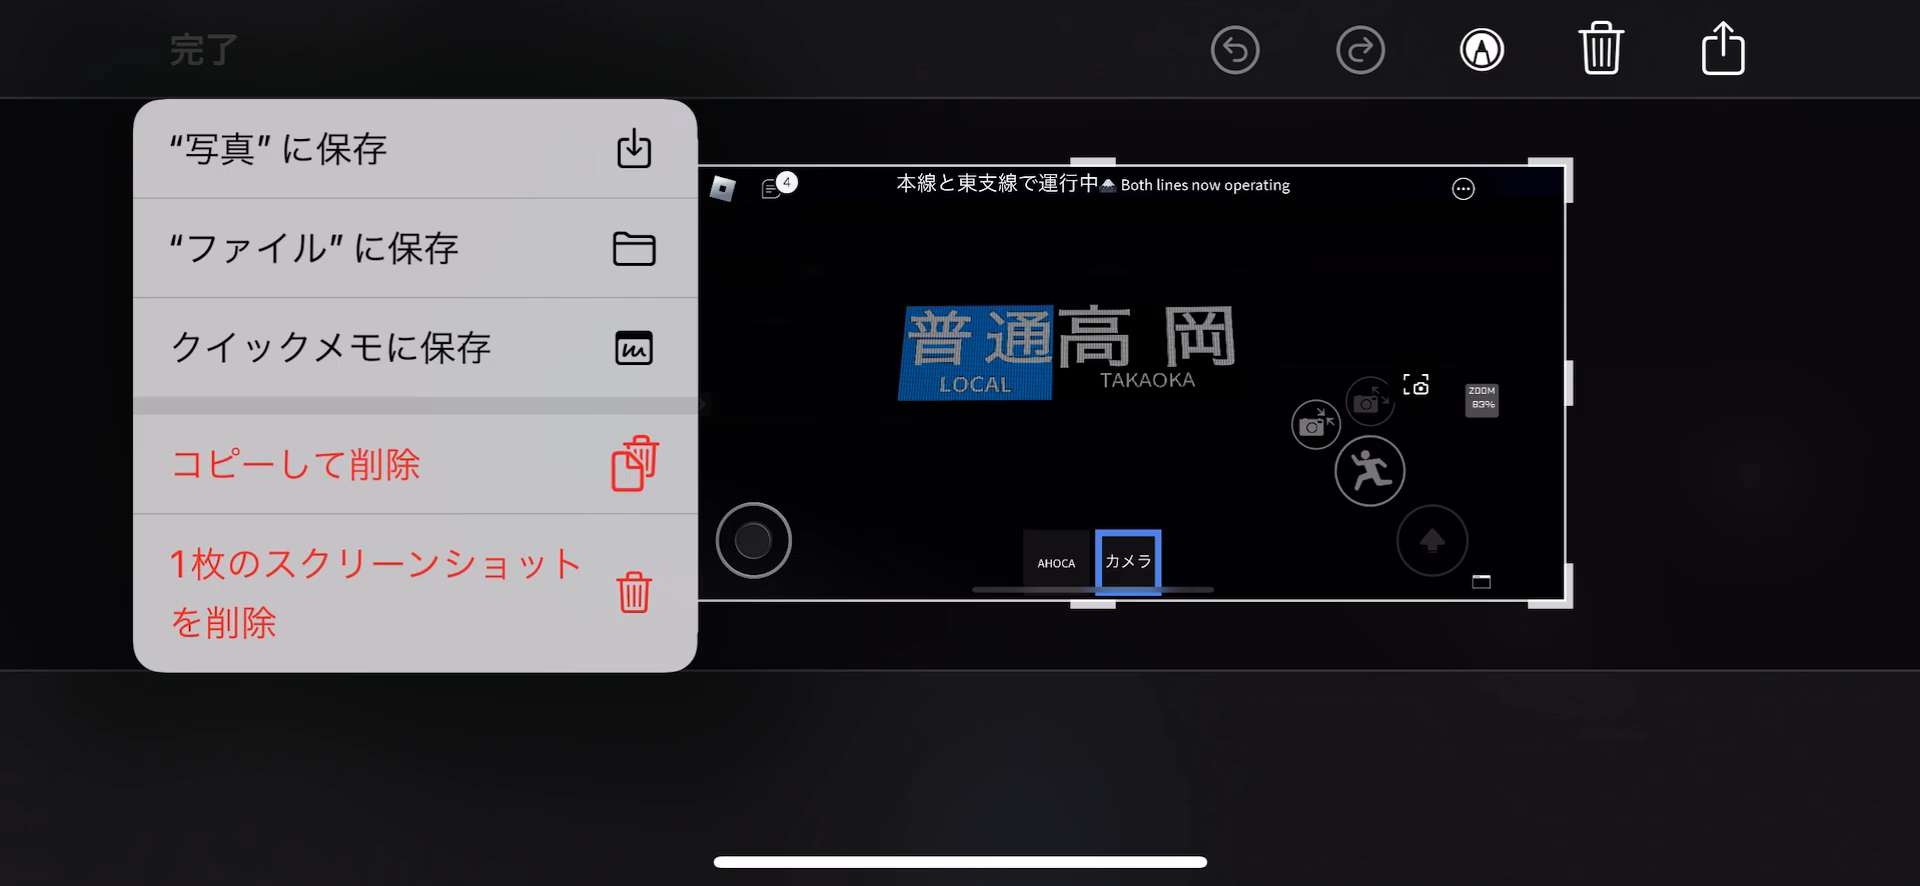 完了
“写真” に保存
“ファイル” に保存
クイックメモに保存
コピーして削除
1枚のスクリーンショット
を削除
4
本線と東支線で運行中🗻 Both lines now operating
普通 高岡
LOCAL TAKAOKA
ZOOM
83%
AHOCA
カメラ